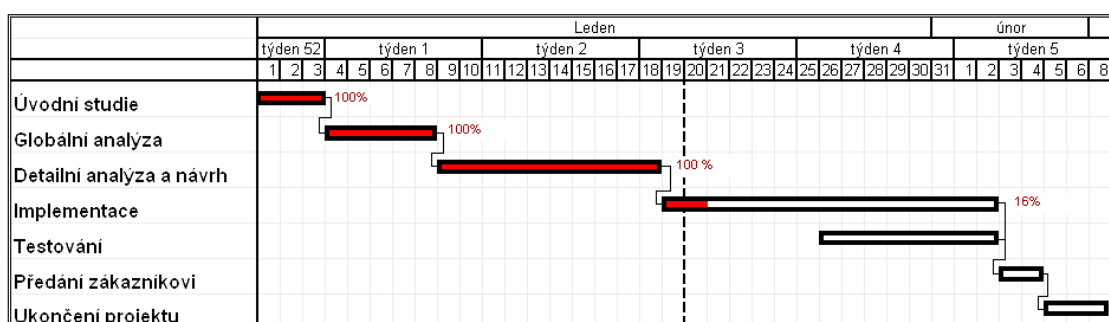 Leden únor
týden 52 týden 1 týden 2 týden 3 týden 4 týden 5
1 2 3 4 5 6 7 8 9 10 11 12 13 14 15 16 17 18 19 20 21 22 23 24 25 26 27 28 29 30 31 1 2 3 4 5 6 8
Úvodní studie 100%
Globální analýza 100%
Detailní analýza a návrh 100 %
Implementace 16%
Testování
Předání zákazníkovi
Ukončení projektu